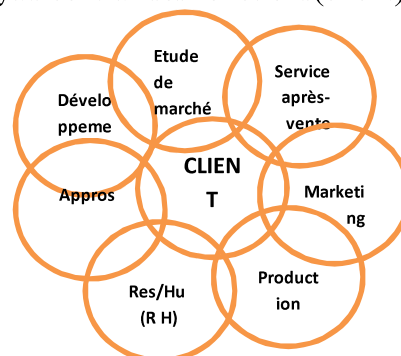 Etude
de
marché
Service
après-
vente
Dévelo
ppeme
CLIEN
T
Appros
Marketi
ng
Res/Hu
(R H)
Product
ion